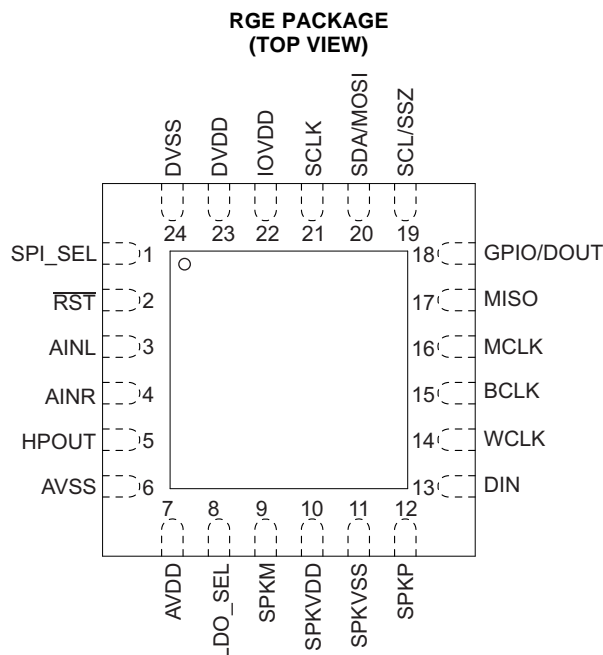 RGE PACKAGE
(TOP VIEW)
DVSS
DVDD
IOVDD
SCLK
SDA/MOSI
SCL/SSZ
24
23
22
21
20
19
SPI_SEL 1
RST 2
AINL 3
AINR 4
HPOUT 5
AVSS 6
18 GPIO/DOUT
17 MISO
16 MCLK
15 BCLK
14 WCLK
13 DIN
7
8
9
10
11
12
AVDD
LDO_SEL
SPKM
SPKVDD
SPKVSS
SPKP